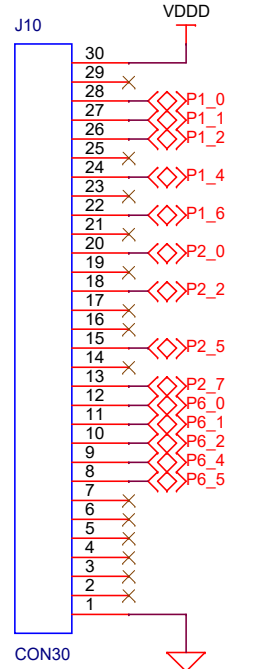 VDDD
J10
30
29
28 P1_0
27 P1_1
26 P1_2
25
24 P1_4
23
22 P1_6
21
20 P2_0
19
18 P2_2
17
16
15 P2_5
14
13 P2_7
12 P6_0
11 P6_1
10 P6_2
9 P6_4
8 P6_5
7
6
5
4
3
2
1
CON30